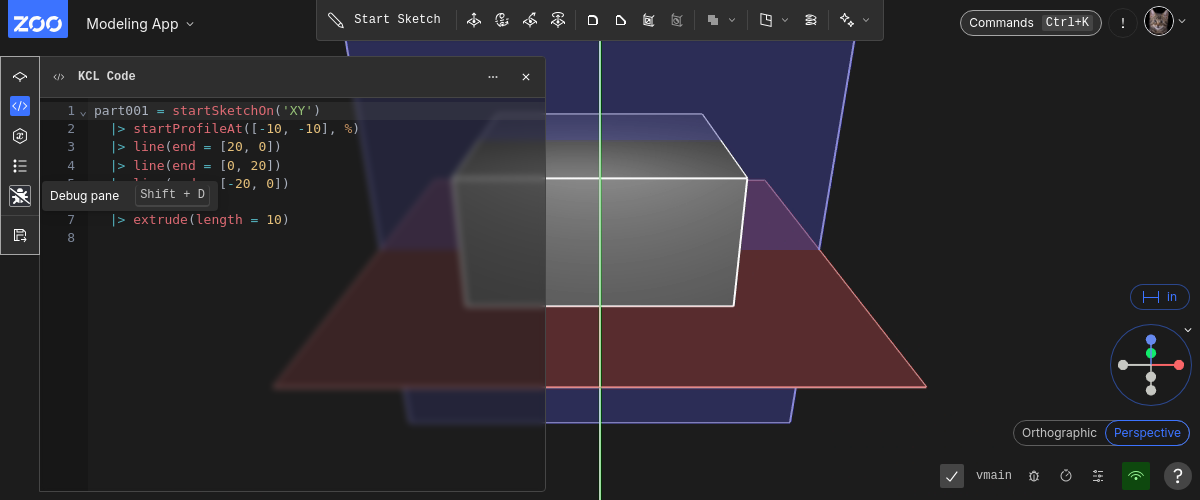 ZOO Modeling App
Start Sketch
Commands Ctrl+K
!
KCL Code
1 part001 = startSketchOn('XY')
2 |> startProfileAt([-10, -10], %)
3 |> line(end = [20, 0])
4 |> line(end = [0, 20])
5 [-20, 0])
Debug pane Shift + D
7 |> extrude(length = 10)
8
in
Orthographic Perspective
vmain
?